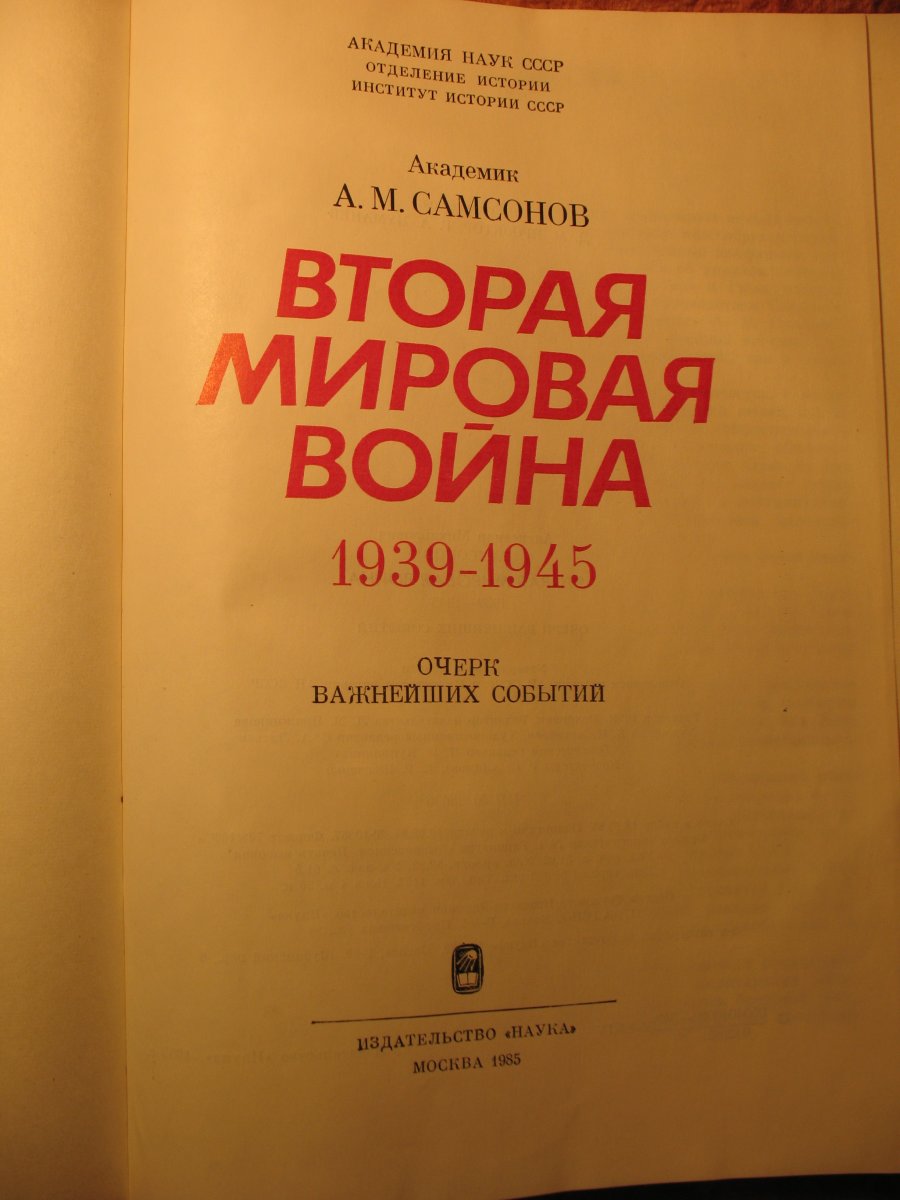 АКАДЕМИЯ НАУК СССР
ОТДЕЛЕНИЕ ИСТОРИИ
ИНСТИТУТ ИСТОРИИ СССР
Академик
А. М. САМСОНОВ
ВТОРАЯ
МИРОВАЯ
ВОЙНА
1939-1945
ОЧЕРК
ВАЖНЕЙШИХ СОБЫТИЙ
ИЗДАТЕЛЬСТВО «НАУКА»
МОСКВА 1985